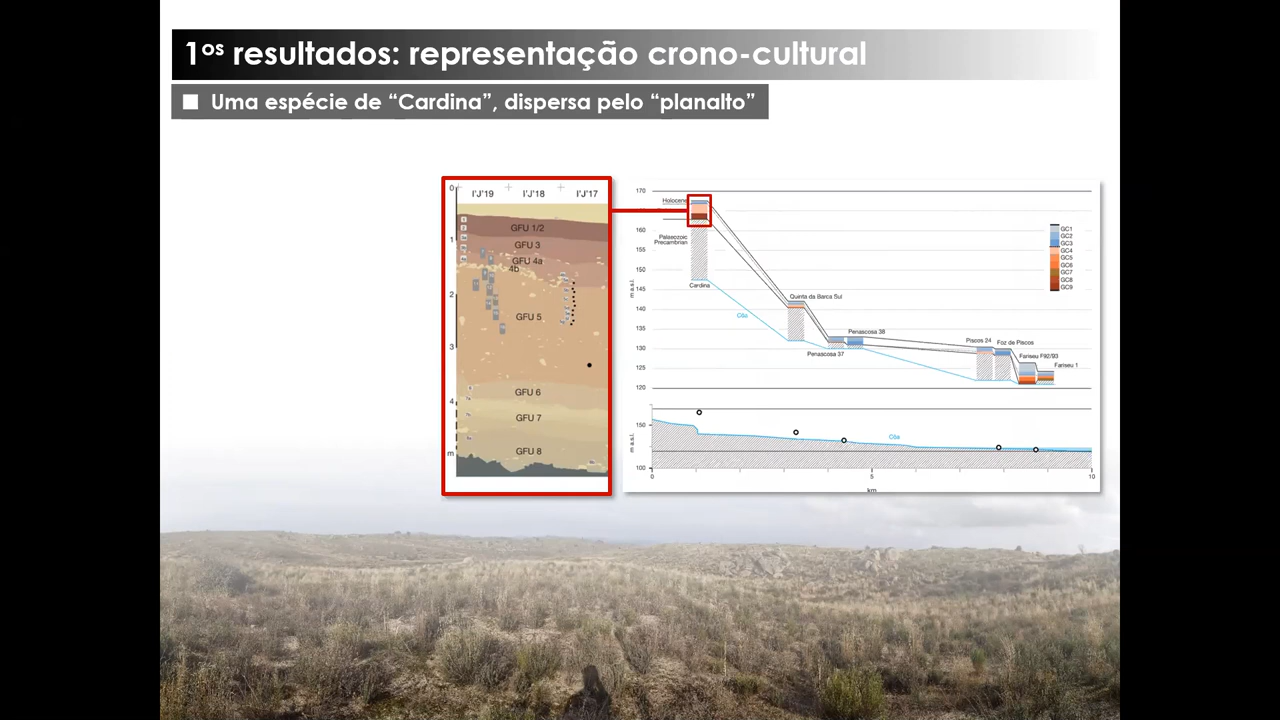 1os resultados: representação crono-cultural
Uma espécie de “Cardina”, dispersa pelo “planalto”
0
I'J'19
I'J'18
I'J'17
GFU 1/2
1
GFU 3
GFU 4a
4b
2
GFU 5
3
GFU 6
4
GFU 7
GFU 8
m
170
Holocene
160
Palaeozoic
Precambrian
155
150
145
140
135
130
125
120
m a.s.l.
Cardina
Côa
Quinta da Barca Sul
Penascosa 37
Penascosa 38
Piscos 24
Foz de Piscos
Fariseu F92/93
Fariseu 1
GC1
GC2
GC3
GC4
GC5
GC6
GC7
GC8
GC9
150
100
m a.s.l.
Côa
0
5
10
km